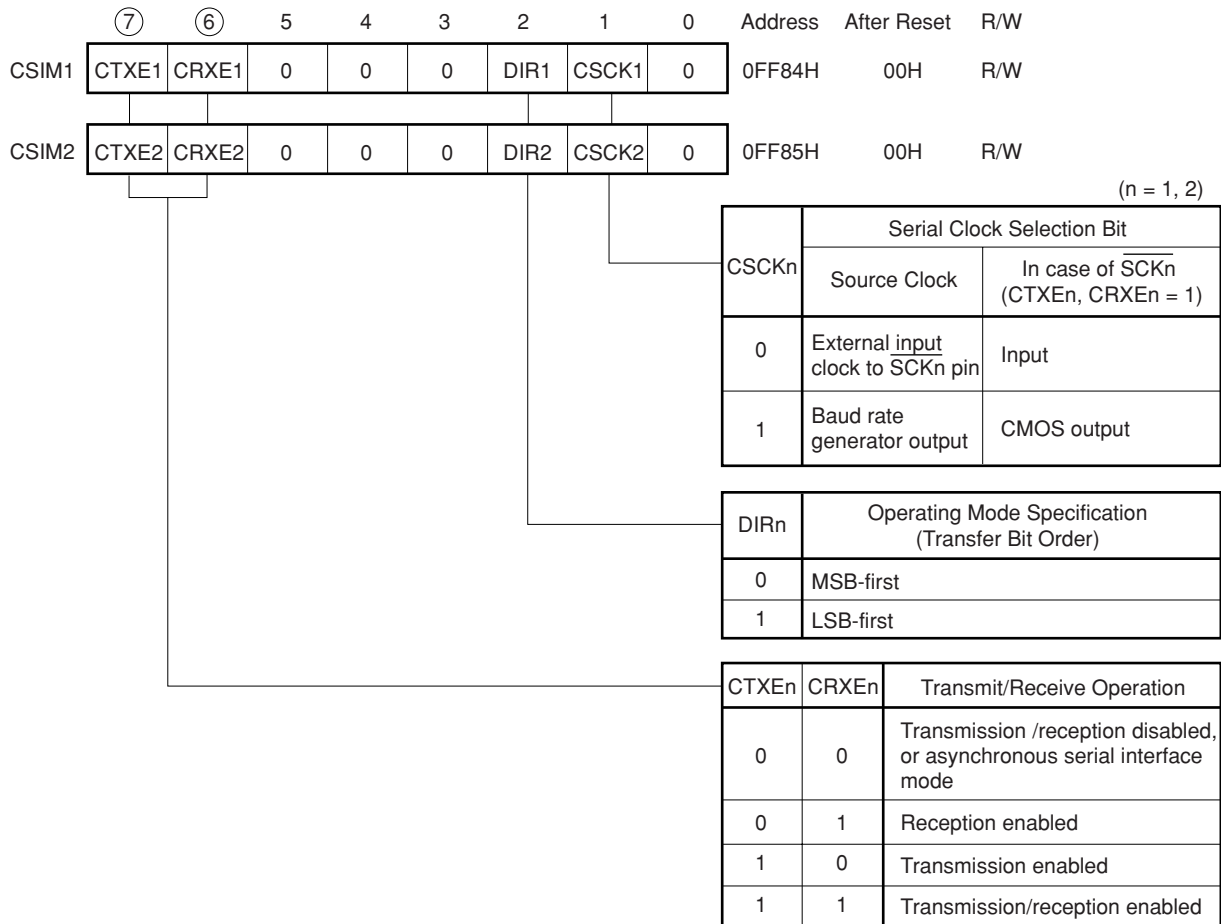 7 6 5 4 3 2 1 0 Address After Reset R/W
CSIM1 CTXE1 CRXE1 0 0 0 DIR1 CSCK1 0 0FF84H 00H R/W
CSIM2 CTXE2 CRXE2 0 0 0 DIR2 CSCK2 0 0FF85H 00H R/W
(n = 1, 2)
CSCKn Serial Clock Selection Bit
Source Clock In case of SCKn
(CTXEn, CRXEn = 1)
0 External input
clock to SCKn pin Input
1 Baud rate
generator output CMOS output
DIRn Operating Mode Specification
(Transfer Bit Order)
0 MSB-first
1 LSB-first
CTXEn CRXEn Transmit/Receive Operation
0 0 Transmission /reception disabled,
or asynchronous serial interface
mode
0 1 Reception enabled
1 0 Transmission enabled
1 1 Transmission/reception enabled